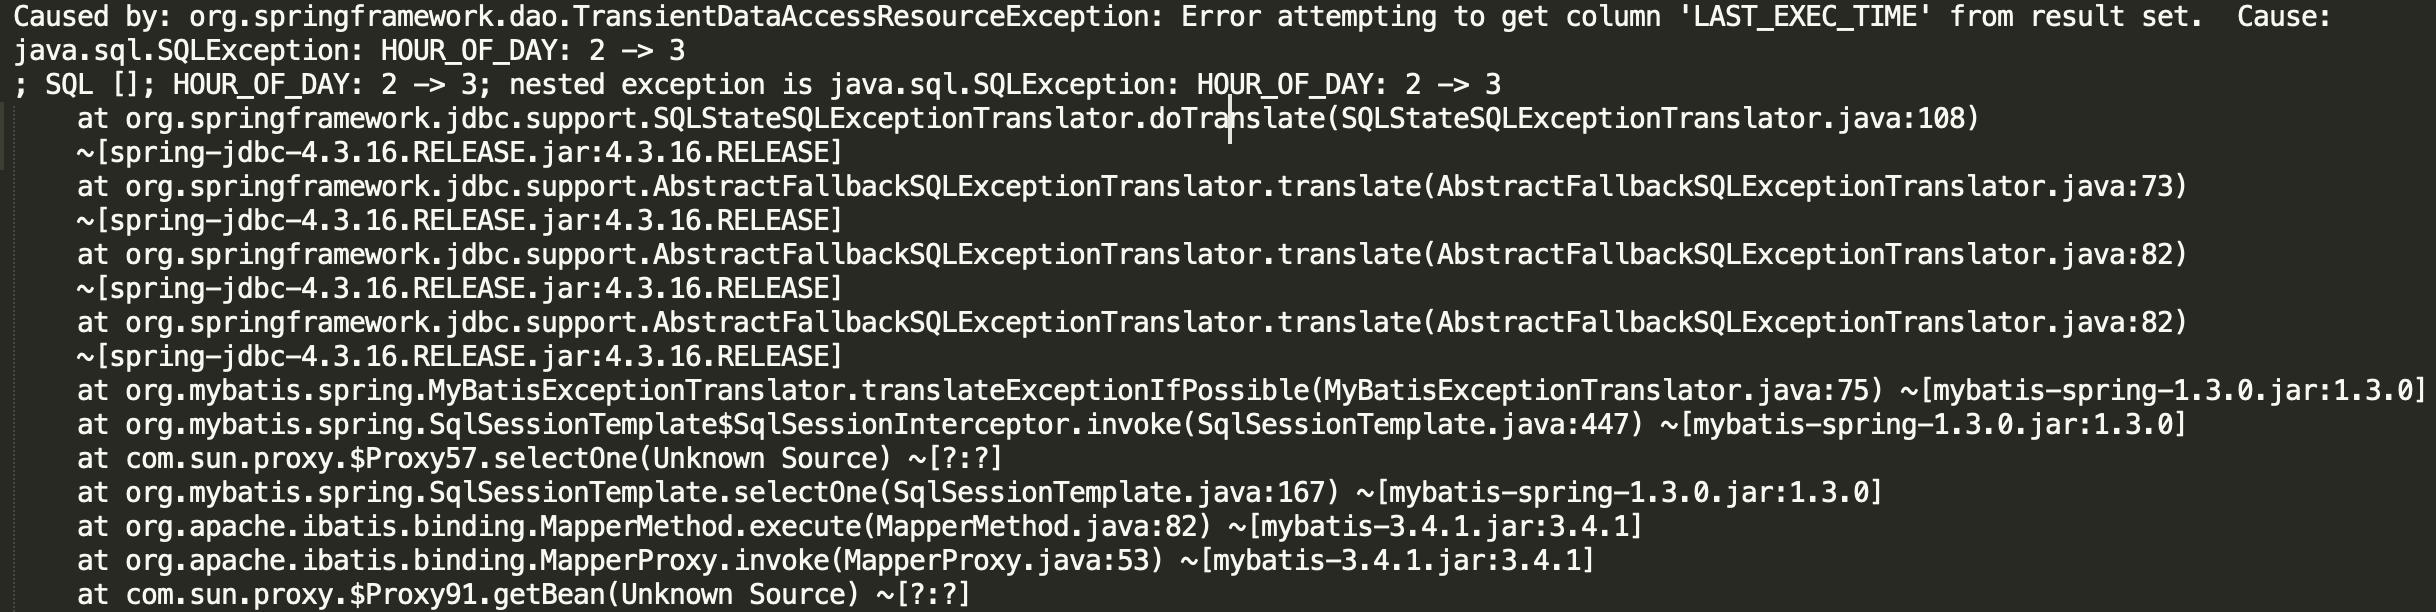 Caused by: org.springframework.dao.TransientDataAccessResourceException: Error attempting to get column 'LAST_EXEC_TIME' from result set.  Cause:
java.sql.SQLException: HOUR_OF_DAY: 2 -> 3
; SQL []; HOUR_OF_DAY: 2 -> 3; nested exception is java.sql.SQLException: HOUR_OF_DAY: 2 -> 3
    at org.springframework.jdbc.support.SQLStateSQLExceptionTranslator.doTranslate(SQLStateSQLExceptionTranslator.java:108)
    ~[spring-jdbc-4.3.16.RELEASE.jar:4.3.16.RELEASE]
    at org.springframework.jdbc.support.AbstractFallbackSQLExceptionTranslator.translate(AbstractFallbackSQLExceptionTranslator.java:73)
    ~[spring-jdbc-4.3.16.RELEASE.jar:4.3.16.RELEASE]
    at org.springframework.jdbc.support.AbstractFallbackSQLExceptionTranslator.translate(AbstractFallbackSQLExceptionTranslator.java:82)
    ~[spring-jdbc-4.3.16.RELEASE.jar:4.3.16.RELEASE]
    at org.springframework.jdbc.support.AbstractFallbackSQLExceptionTranslator.translate(AbstractFallbackSQLExceptionTranslator.java:82)
    ~[spring-jdbc-4.3.16.RELEASE.jar:4.3.16.RELEASE]
    at org.mybatis.spring.MyBatisExceptionTranslator.translateExceptionIfPossible(MyBatisExceptionTranslator.java:75) ~[mybatis-spring-1.3.0.jar:1.3.0]
    at org.mybatis.spring.SqlSessionTemplate$SqlSessionInterceptor.invoke(SqlSessionTemplate.java:447) ~[mybatis-spring-1.3.0.jar:1.3.0]
    at com.sun.proxy.$Proxy57.selectOne(Unknown Source) ~[?:?]
    at org.mybatis.spring.SqlSessionTemplate.selectOne(SqlSessionTemplate.java:167) ~[mybatis-spring-1.3.0.jar:1.3.0]
    at org.apache.ibatis.binding.MapperMethod.execute(MapperMethod.java:82) ~[mybatis-3.4.1.jar:3.4.1]
    at org.apache.ibatis.binding.MapperProxy.invoke(MapperProxy.java:53) ~[mybatis-3.4.1.jar:3.4.1]
    at com.sun.proxy.$Proxy91.getBean(Unknown Source) ~[?:?]